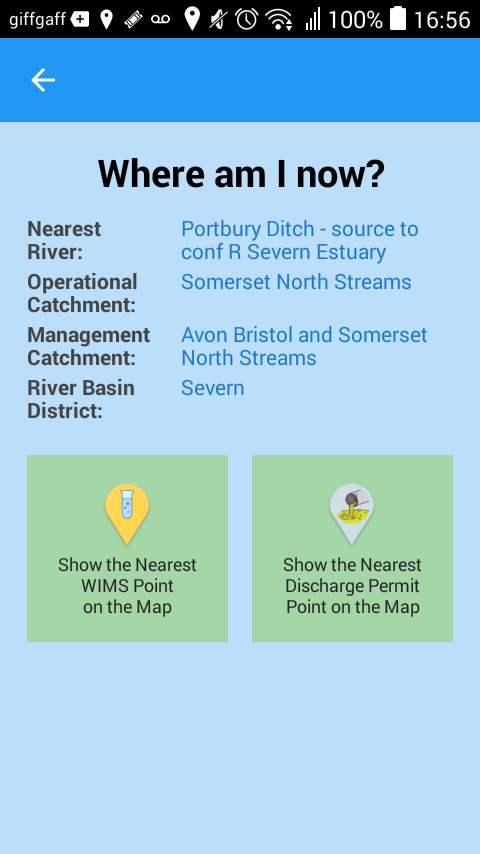 giffgaff 100% 16:56
Where am I now?
Nearest Portbury Ditch - source to
River: conf R Severn Estuary
Operational Somerset North Streams
Catchment:
Management Avon Bristol and Somerset
Catchment: North Streams
River Basin Severn
District:
Show the Nearest
WIMS Point
on the Map
Show the Nearest
Discharge Permit
Point on the Map